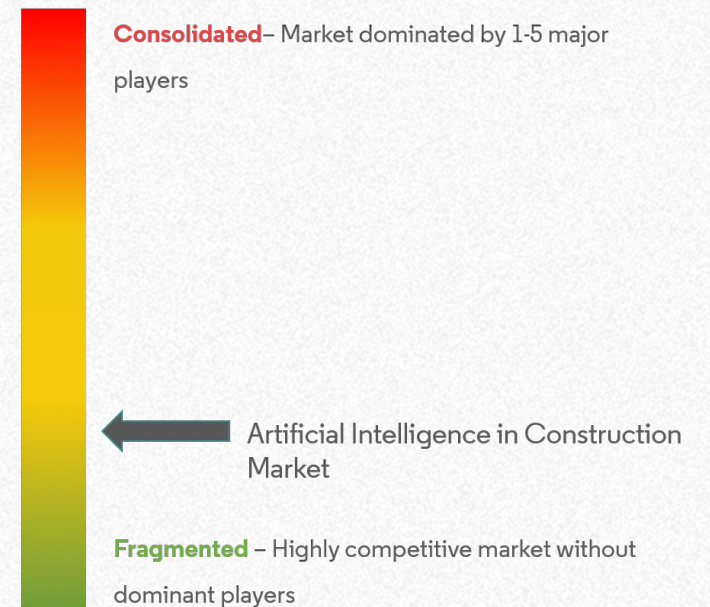 Consolidated– Market dominated by 1-5 major
players
Artificial Intelligence in Construction
Market
Fragmented – Highly competitive market without
dominant players